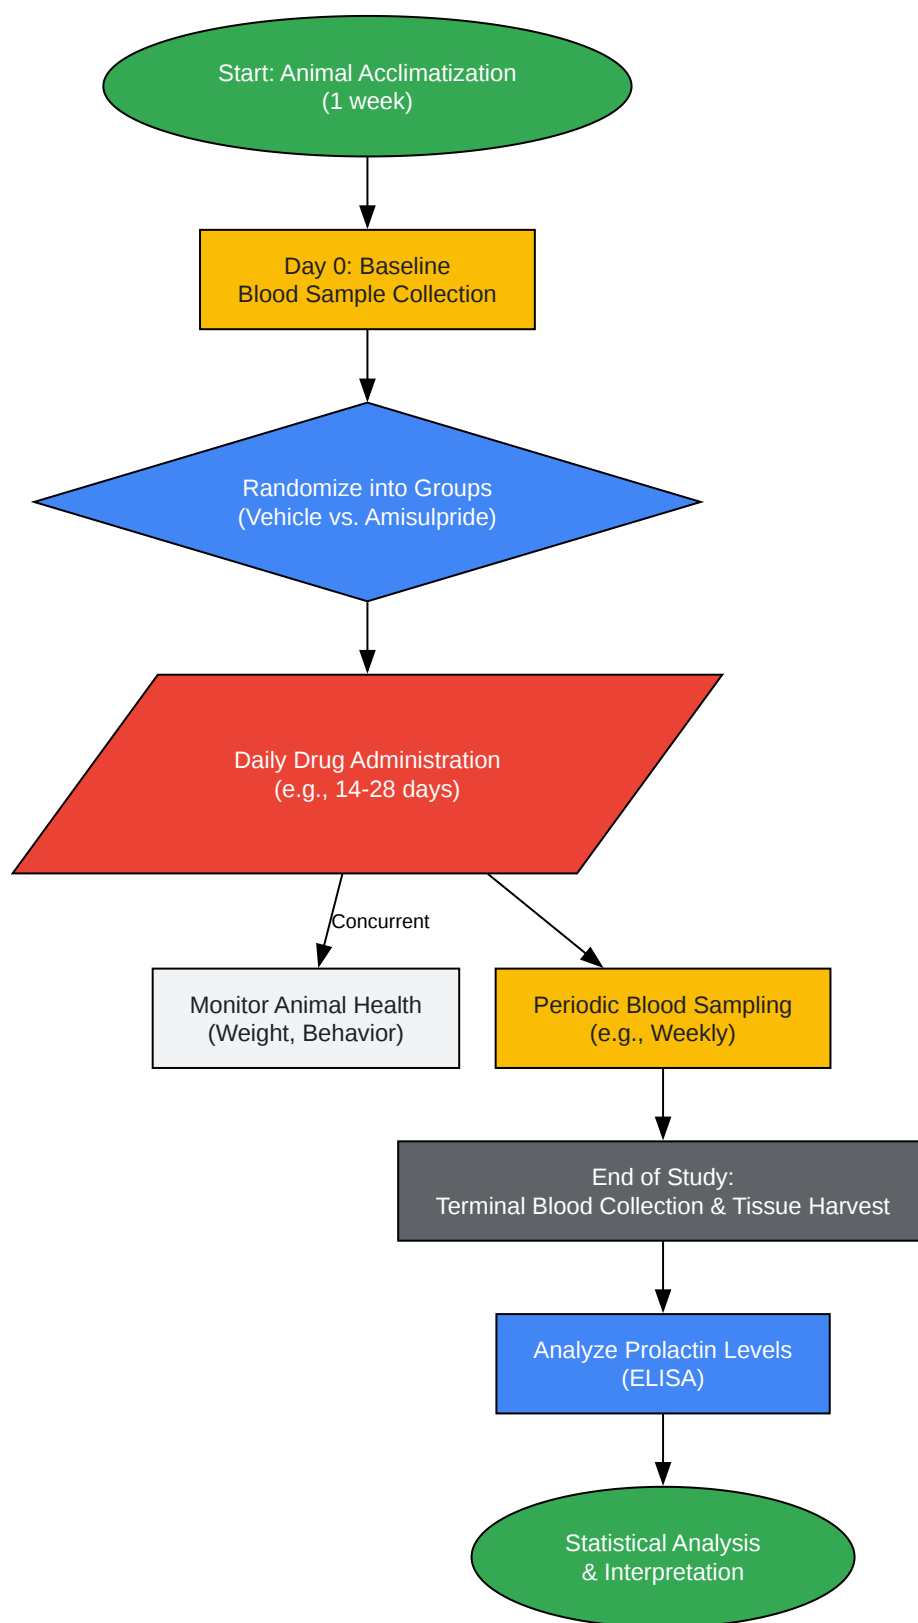 Start: Animal Acclimatization
(1 week)
Day 0: Baseline
Blood Sample Collection
Randomize into Groups
(Vehicle vs. Amisulpride)
Daily Drug Administration
(e.g., 14-28 days)
Concurrent
Monitor Animal Health
(Weight, Behavior)
Periodic Blood Sampling
(e.g., Weekly)
End of Study:
Terminal Blood Collection & Tissue Harvest
Analyze Prolactin Levels
(ELISA)
Statistical Analysis
& Interpretation